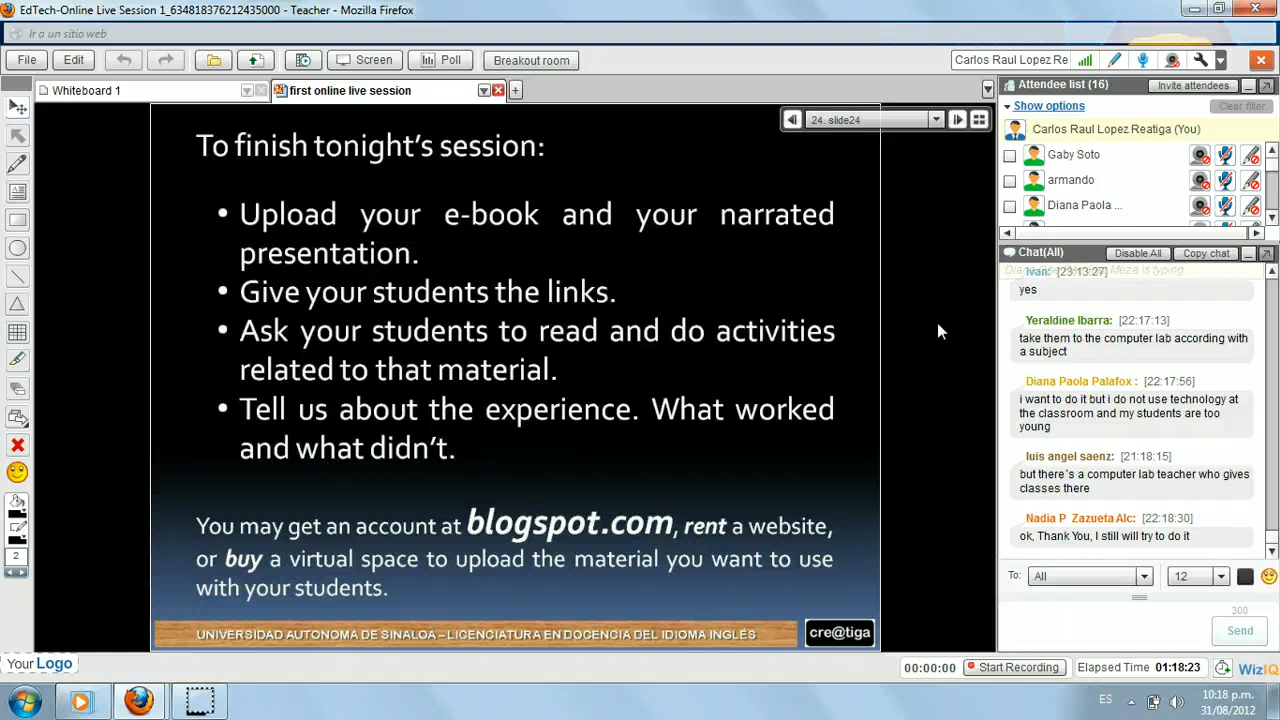 EdTech-Online Live Session 1_634818376212435000 - Teacher - Mozilla Firefox
Ir a un sitio web
File
Edit
Screen
Poll
Breakout room
Carlos Raul Lopez Re
Whiteboard 1
first online live session
Attendee list (16)
Invite attendees
Show options
Clear filter
Carlos Raul Lopez Reatiga (You)
Gaby Soto
armando
Diana Paola ...
24. slide24
To finish tonight's session:
• Upload your e-book and your narrated
presentation.
• Give your students the links.
• Ask your students to read and do activities
related to that material.
• Tell us about the experience. What worked
and what didn't.
You may get an account at blogspot.com, rent a website,
or buy a virtual space to upload the material you want to use
with your students.
UNIVERSIDAD AUTONOMA DE SINALOA – LICENCIATURA EN DOCENCIA DEL IDIOMA INGLÉS
cre@tiga
Chat(All)
Disable All
Copy chat
Ivan: [23:13:27]
yes
Yeraldine Ibarra: [22:17:13]
take them to the computer lab according with
a subject
Diana Paola Palafox : [22:17:56]
i want to do it but i do not use technology at
the classroom and my students are too
young
luis angel saenz: [21:18:15]
but there´s a computer lab teacher who gives
classes there
Nadia P Zazueta Alc: [22:18:30]
ok, Thank You, I still will try to do it
To:
All
12
300
Send
2
Your Logo
00:00:00
Start Recording
Elapsed Time
01:18:23
WizIQ
ES
10:18 p.m.
31/08/2012